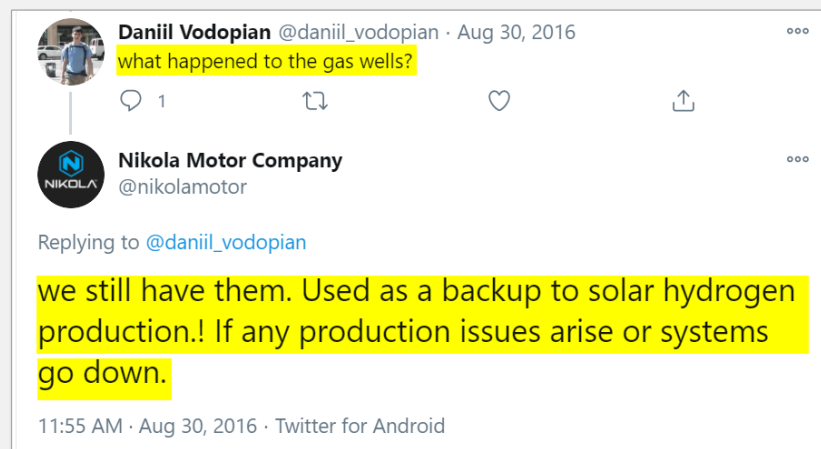 Daniil Vodopian @daniil_vodopian · Aug 30, 2016
what happened to the gas wells?
1
Nikola Motor Company
NIKOLA
@nikolamotor
Replying to @daniil_vodopian
we still have them. Used as a backup to solar hydrogen
production.! If any production issues arise or systems
go down.
11:55 AM · Aug 30, 2016 · Twitter for Android